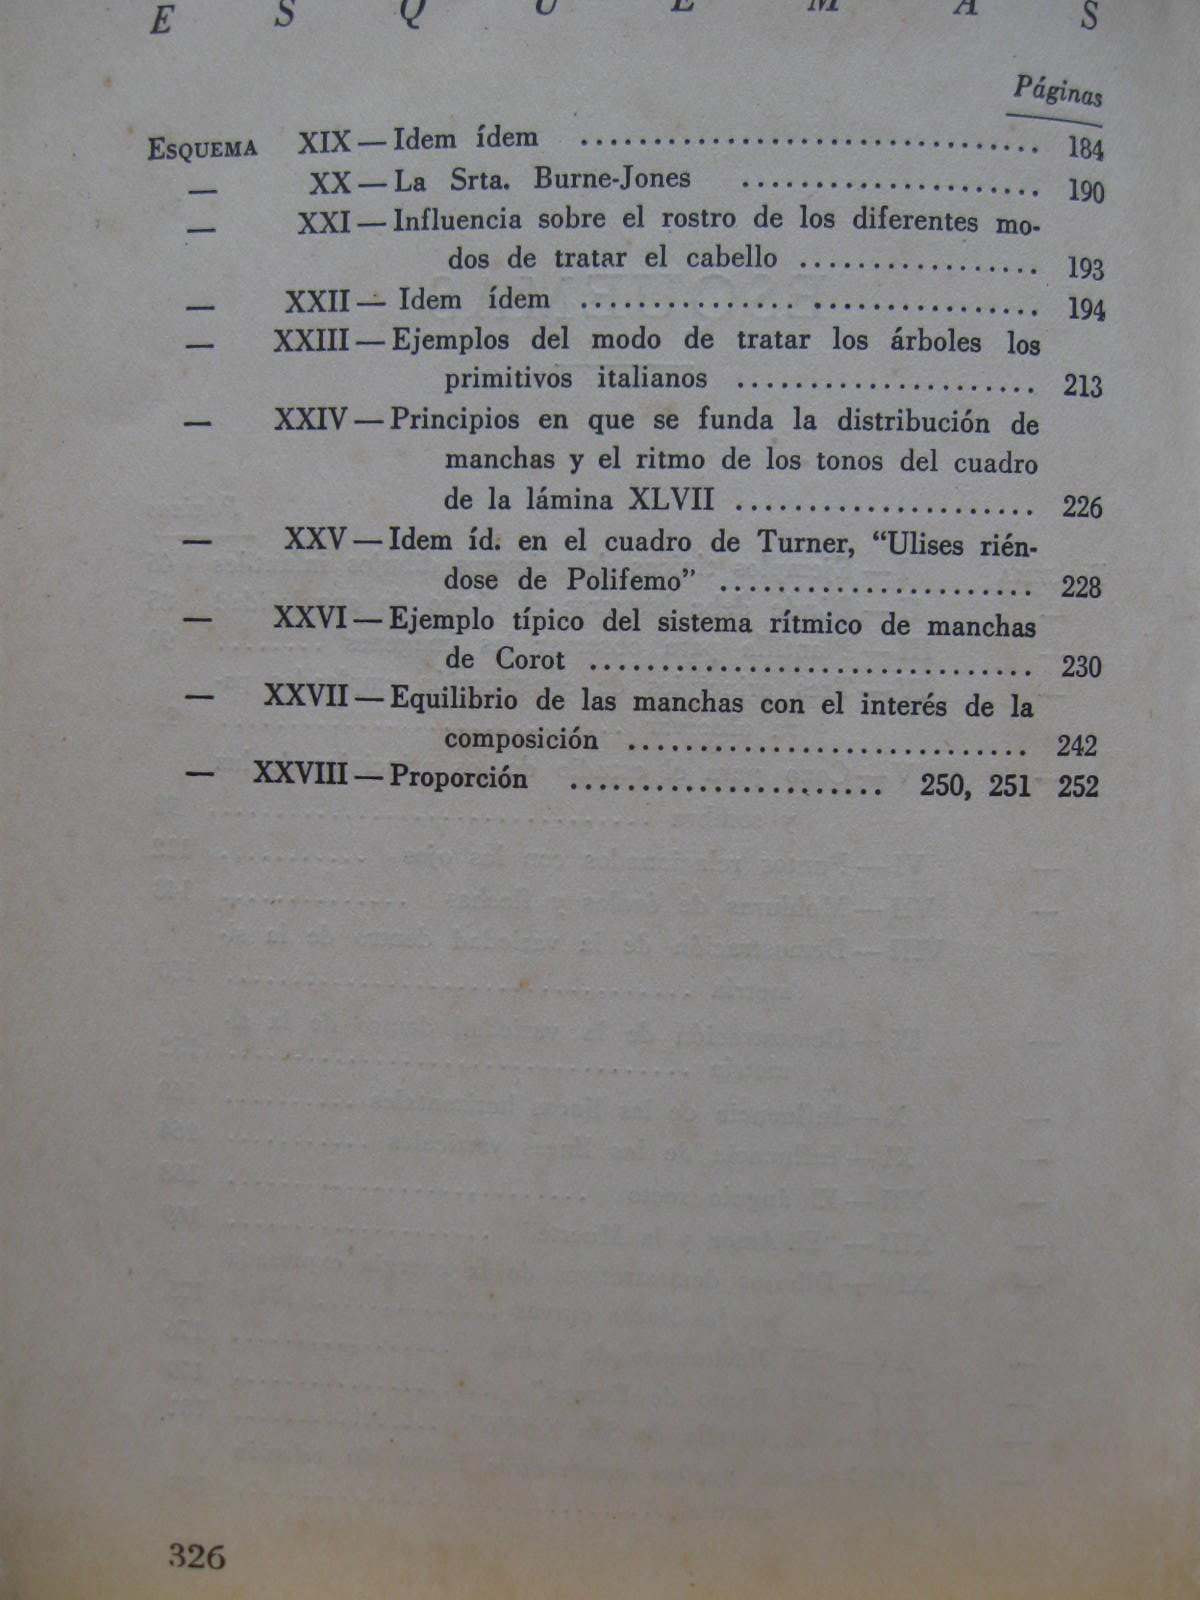 E S Q U E M A S
Páginas
ESQUEMA XIX — Idem ídem ................................ 184
— XX — La Srta. Burne-Jones ..................... 190
— XXI — Influencia sobre el rostro de los diferentes mo-
dos de tratar el cabello ................. 193
— XXII — Idem ídem ................................ 194
— XXIII — Ejemplos del modo de tratar los árboles los
primitivos italianos ..................... 213
— XXIV — Principios en que se funda la distribución de
manchas y el ritmo de los tonos del cuadro
de la lámina XLVII ..................... 226
— XXV — Idem íd. en el cuadro de Turner, “Ulises rién-
dose de Polifemo” ...................... 228
— XXVI — Ejemplo típico del sistema rítmico de manchas
de Corot ............................... 230
— XXVII — Equilibrio de las manchas con el interés de la
composición ............................ 242
— XXVIII — Proporción ...................... 250, 251 252
326